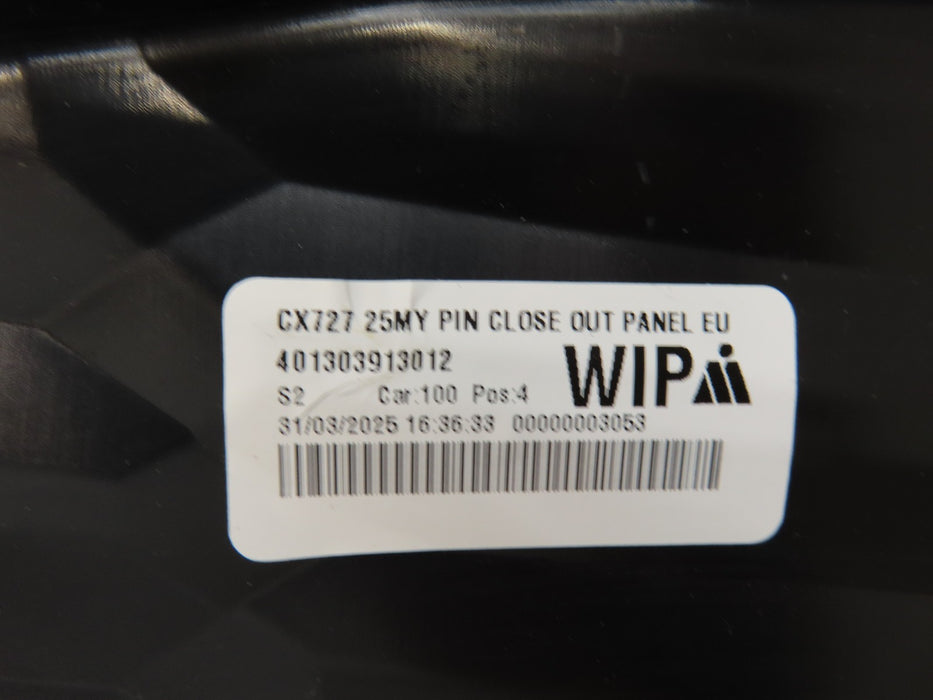 CX727 25MY PIN CLOSE OUT PANEL EU
401303913012
WIP
S2 Car:100 Pos:4
31/03/2025 16:36:33 00000003053